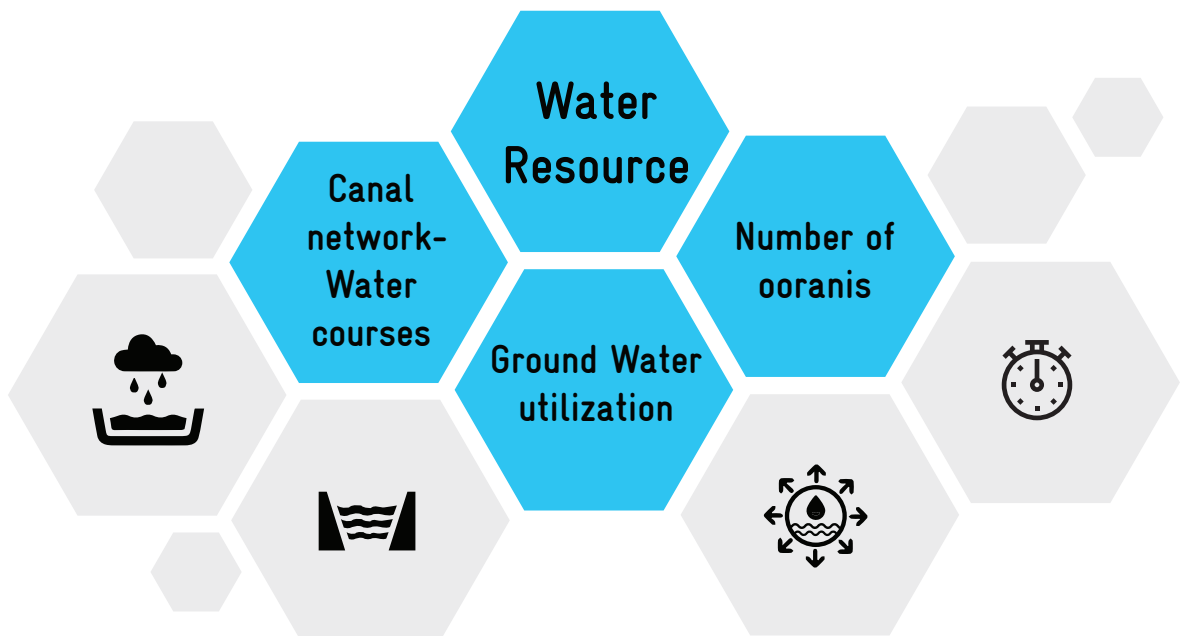 Water
Resource
Canal
network-
Water
courses
Number of
ooranis
Ground Water
utilization